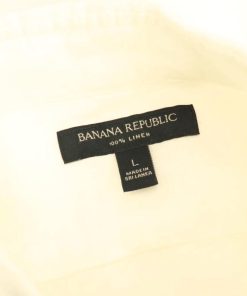 BANANA REPUBLIC
100% LINEN
L
MADE IN
SRI LANKA